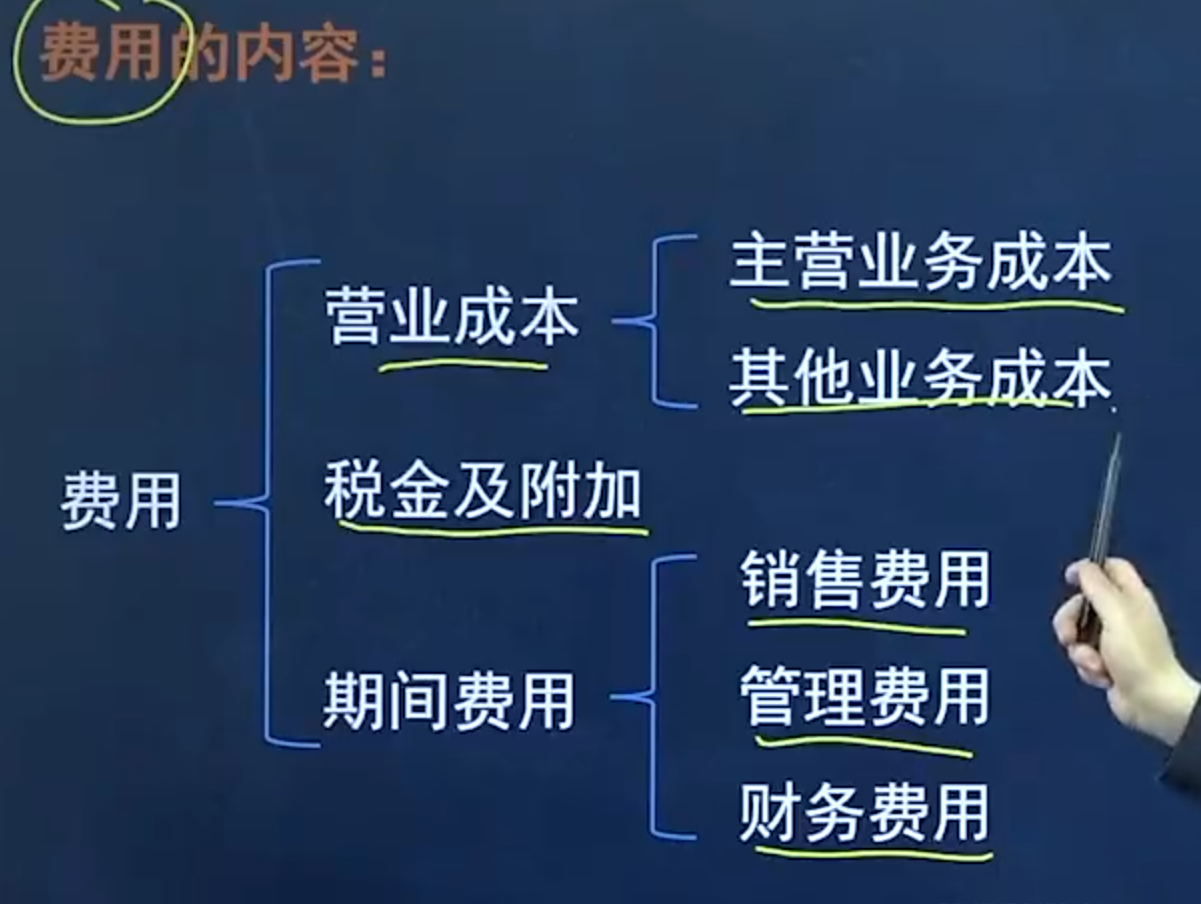 费用的内容：
费用
营业成本
主营业务成本
其他业务成本
税金及附加
期间费用
销售费用
管理费用
财务费用